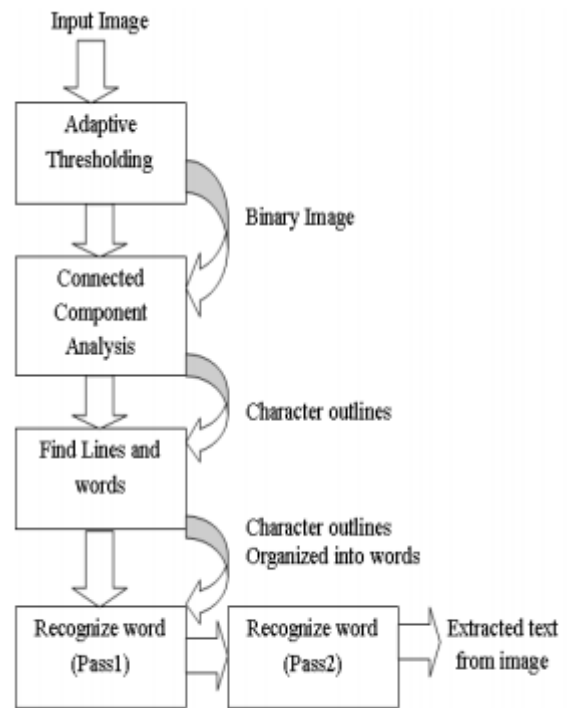 Input Image
Adaptive
Thresholding
Binary Image
Connected
Component
Analysis
Character outlines
Find Lines and
words
Character outlines
Organized into words
Recognize word
(Pass1)
Recognize word
(Pass2)
Extracted text
from image